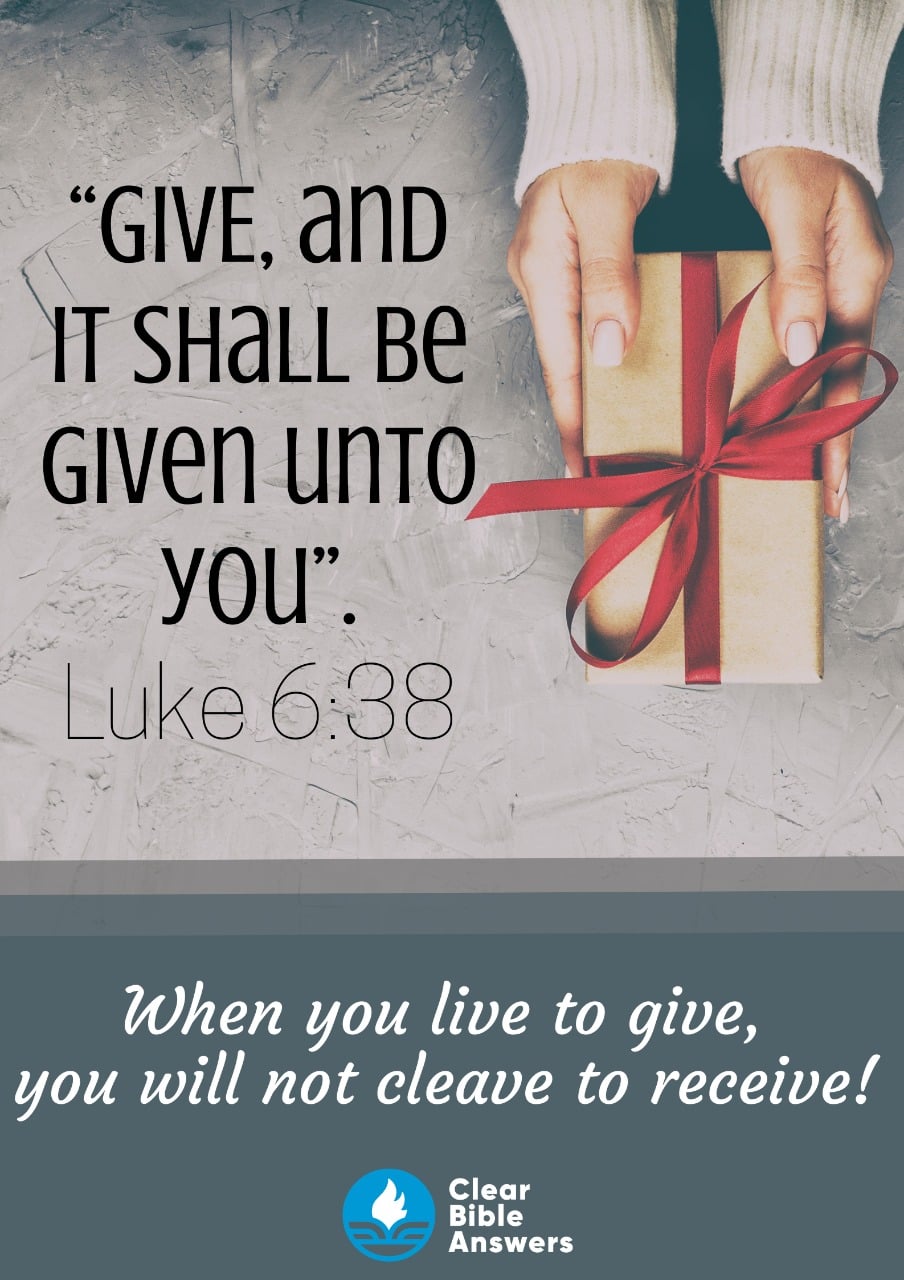 “GIVE, and
IT SHaLL Be
GIVen unTO
YOU”.
Luke 6:38
When you live to give,
you will not cleave to receive!
Clear
Bible
Answers